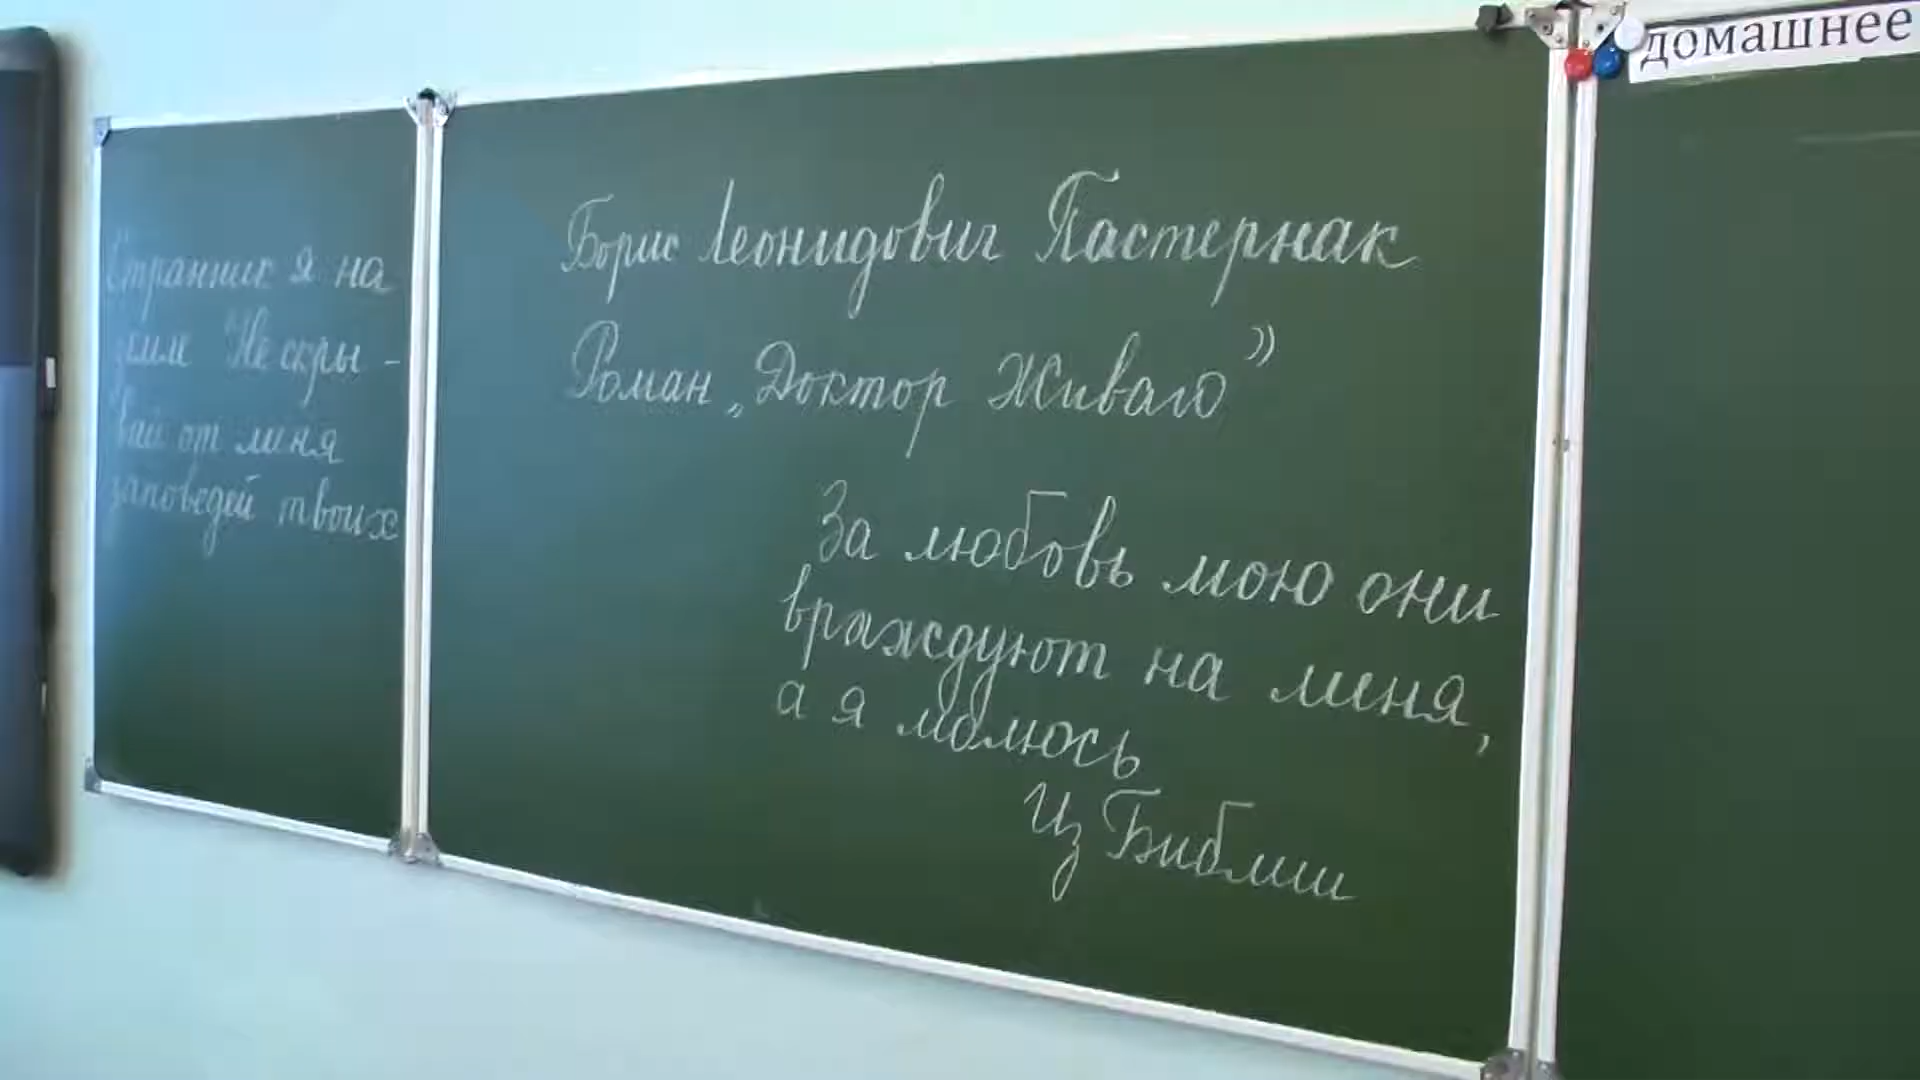 Странник я на
земле Не скры -
вай от меня
заповедей твоих
Борис Леонидович Пастернак
Роман „Доктор Живаго”
За любовь мою они
враждуют на меня,
а я молюсь
Из Библии
домашнее